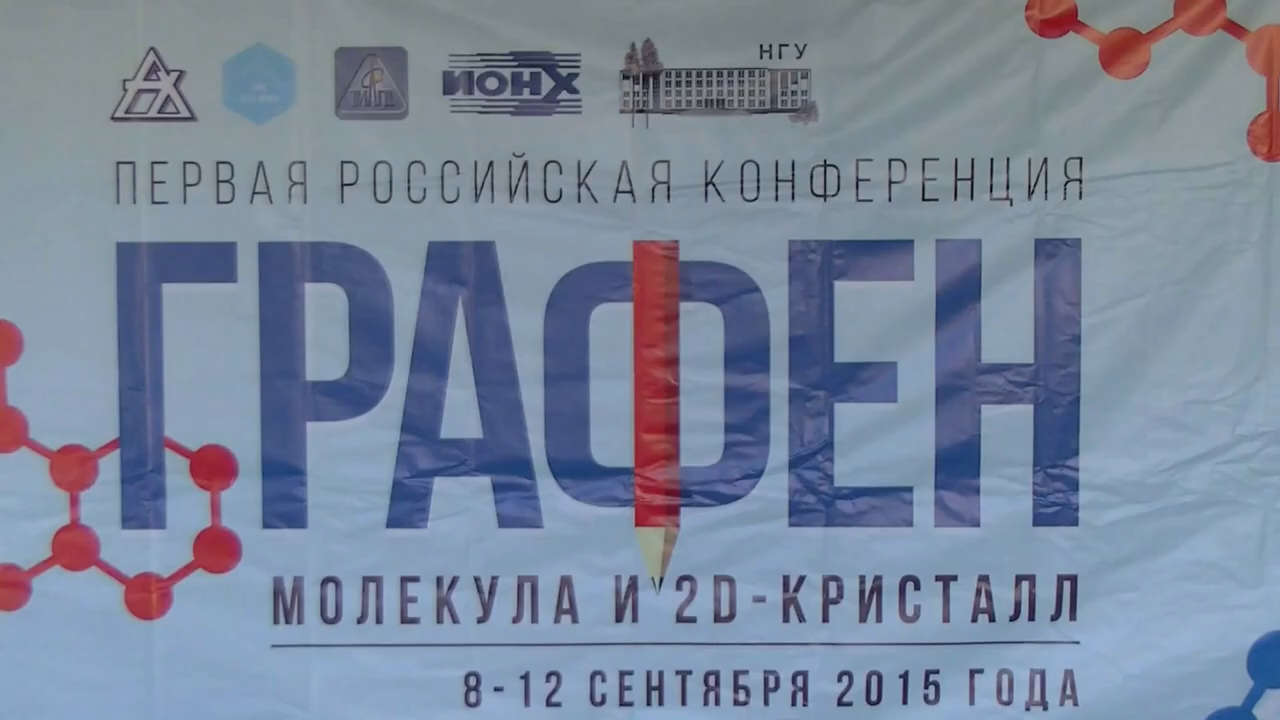 ИОНХ
НГУ
ПЕРВАЯ РОССИЙСКАЯ КОНФЕРЕНЦИЯ
ГРАФЕН
МОЛЕКУЛА И 2D-КРИСТАЛЛ
8-12 СЕНТЯБРЯ 2015 ГОДА